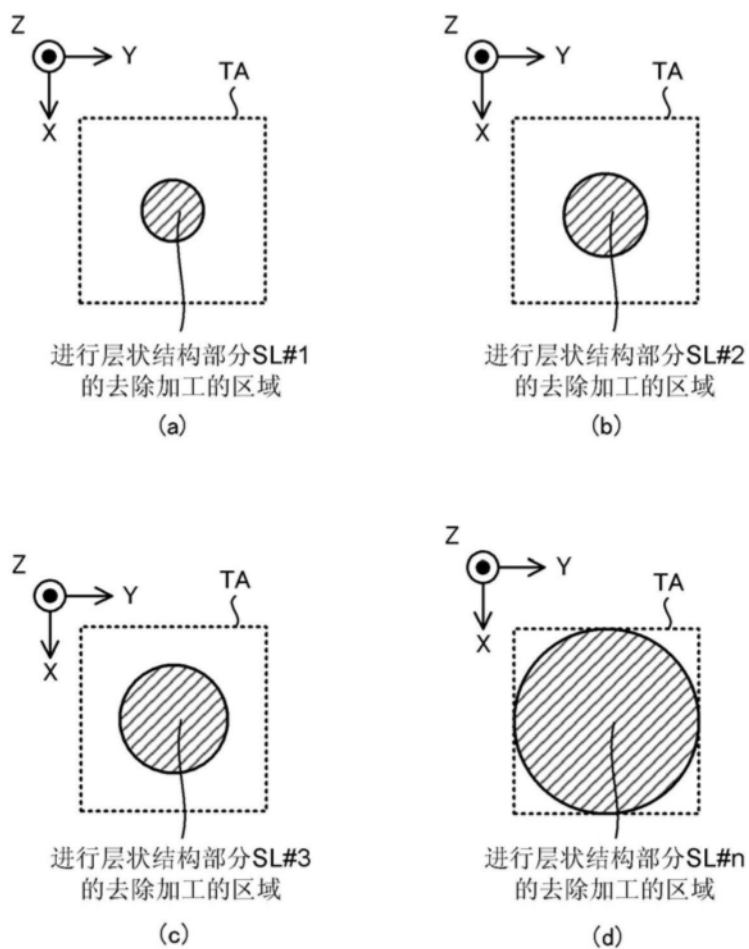 Z
Y
X
TA
进行层状结构部分SL#1
的去除加工的区域
(a)
Z
Y
X
TA
进行层状结构部分SL#2
的去除加工的区域
(b)
Z
Y
X
TA
进行层状结构部分SL#3
的去除加工的区域
(c)
Z
Y
X
TA
进行层状结构部分SL#n
的去除加工的区域
(d)